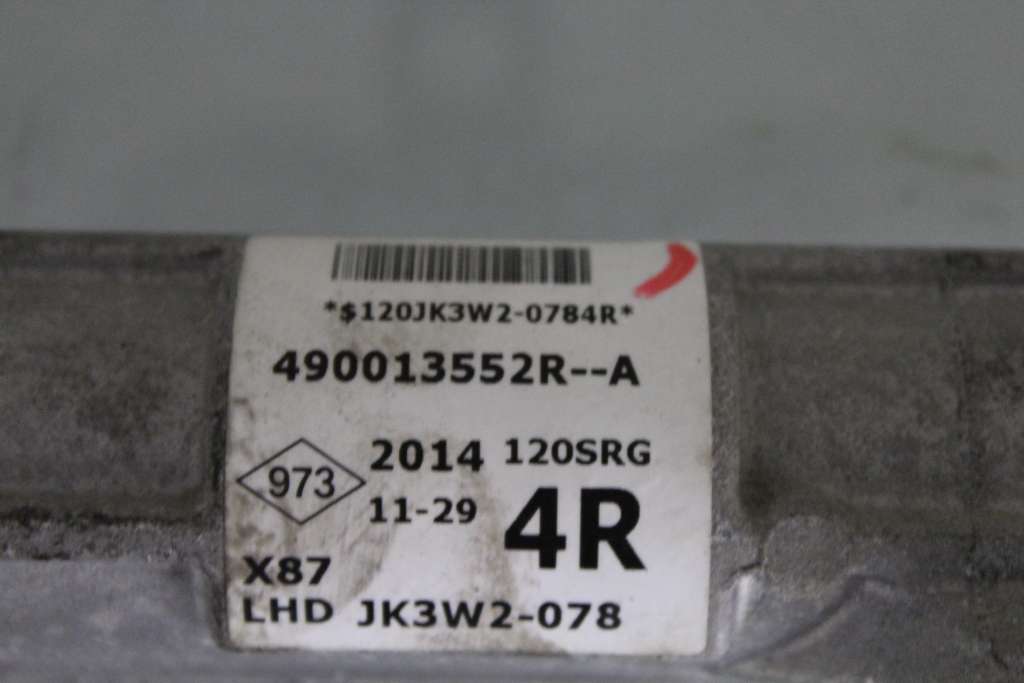 *$120JK3W2-0784R*
490013552R--A
973
2014 120SRG
11-29 4R
X87
LHD JK3W2-078